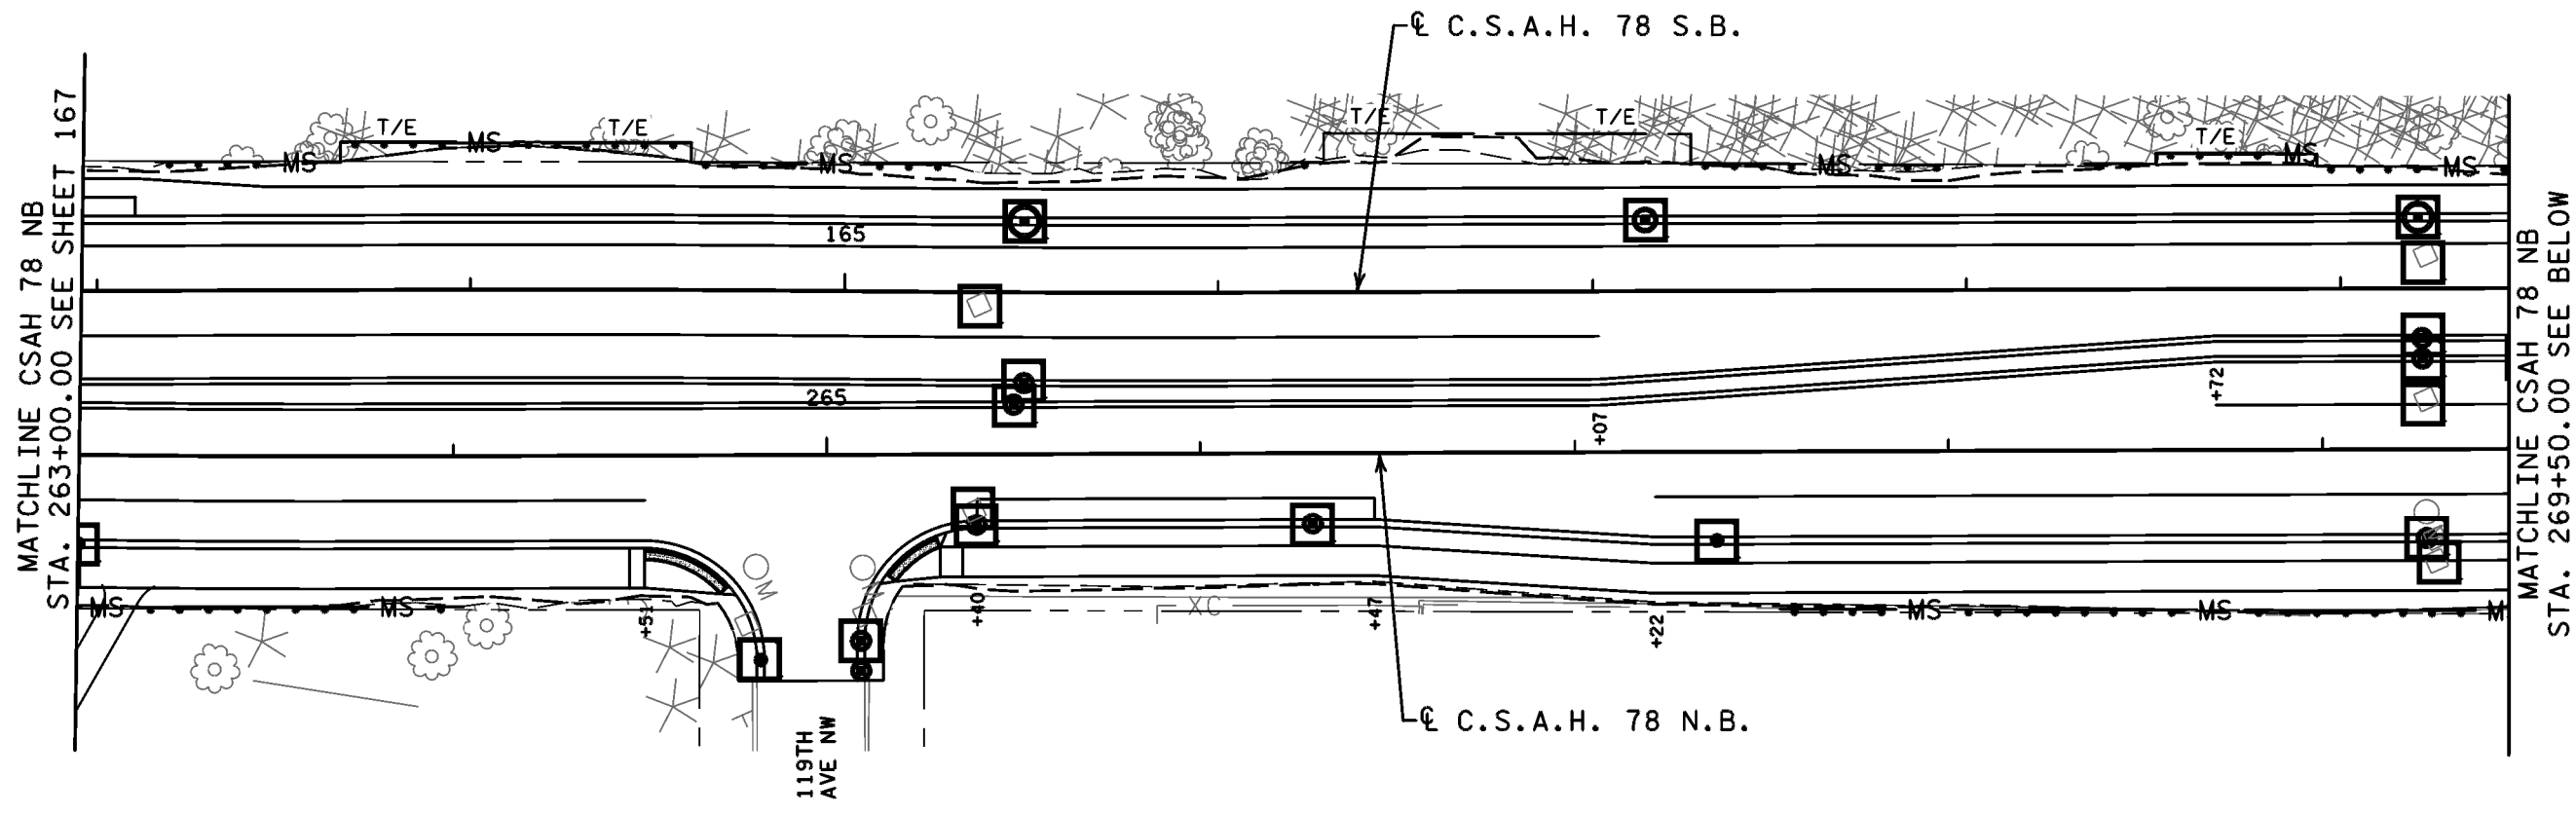 ℄ C.S.A.H. 78 S.B.
MATCHLINE CSAH 78 NB
STA. 263+00.00 SEE SHEET 167
T/E
T/E
T/E
T/E
T/E
MS
MS
MS
MS
MS
MS
165
265
+07
+72
MATCHLINE CSAH 78 NB
STA. 269+50.00 SEE BELOW
MS
MS
+51
+40
XC
+47
+22
MS
MS
M
℄ C.S.A.H. 78 N.B.
119TH
AVE NW